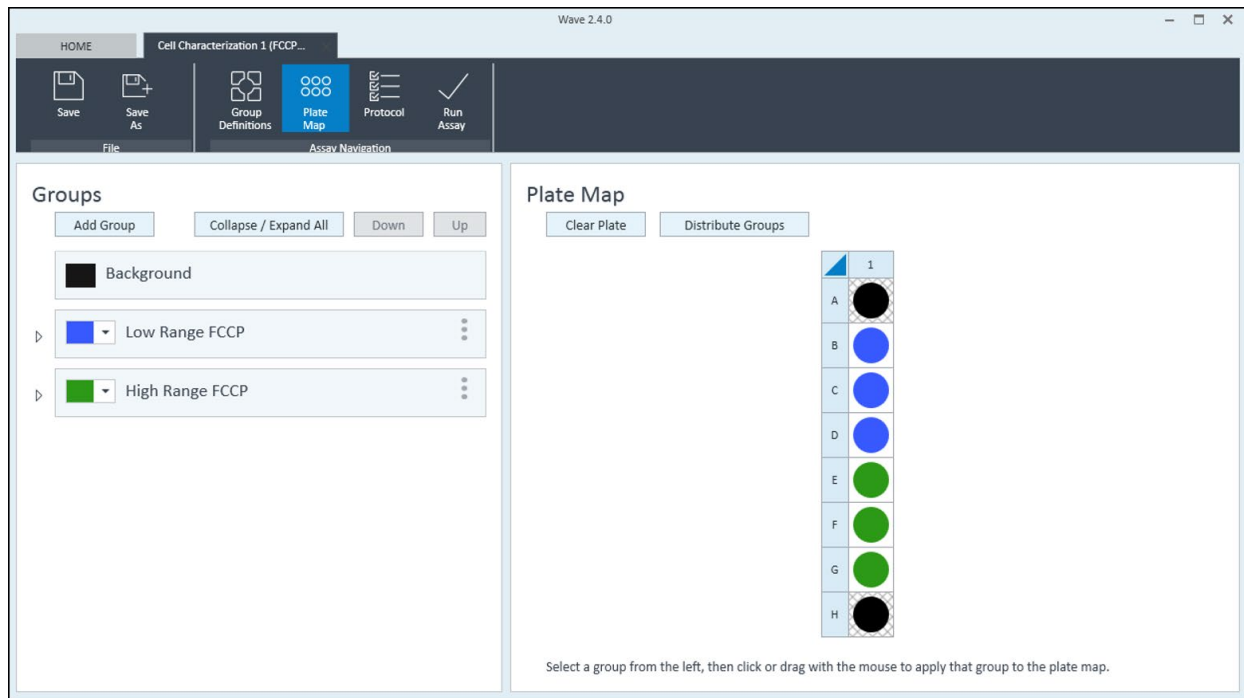 Wave 2.4.0
HOME
Cell Characterization 1 (FCCP...
Save
Save
As
Group
Definitions
Plate
Map
Protocol
Run
Assay
File
Assay Navigation
Groups
Add Group
Collapse / Expand All
Down
Up
Background
Low Range FCCP
High Range FCCP
Plate Map
Clear Plate
Distribute Groups
1
A
B
C
D
E
F
G
H
Select a group from the left, then click or drag with the mouse to apply that group to the plate map.